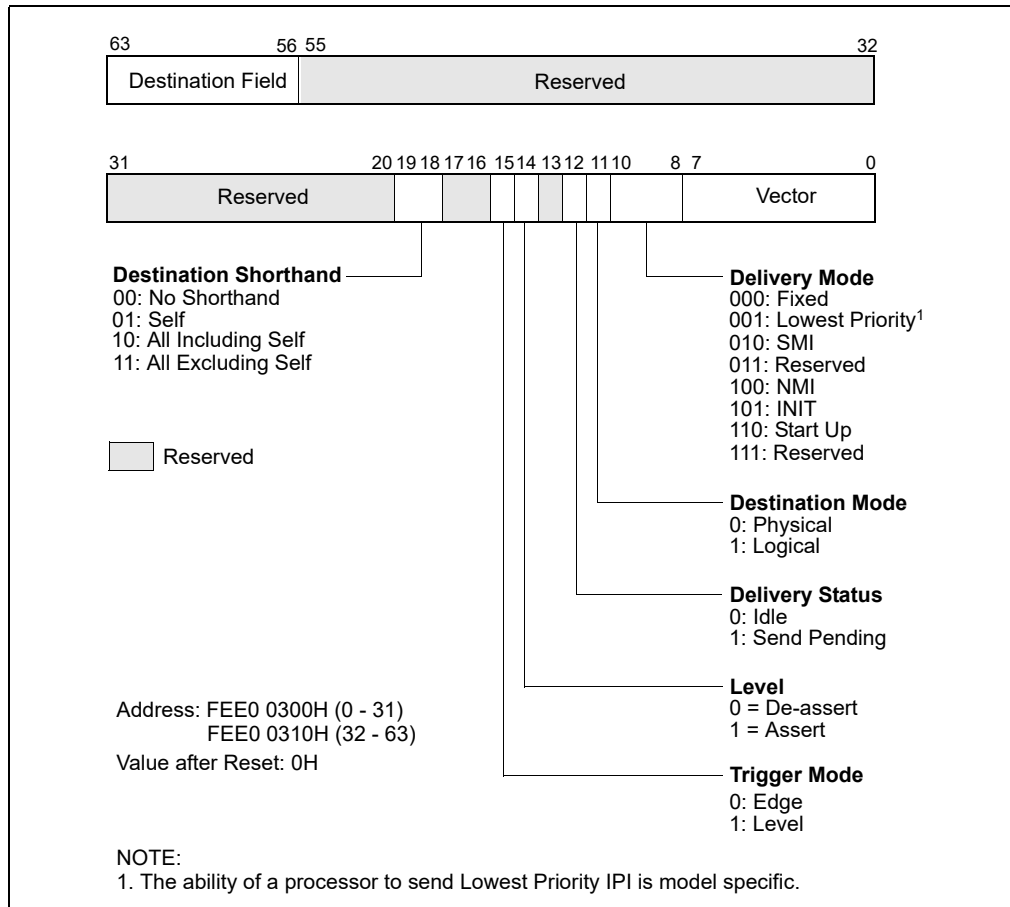 63 56 55 32
Destination Field Reserved
31 20 19 18 17 16 15 14 13 12 11 10 8 7 0
Reserved Vector
Destination Shorthand
00: No Shorthand
01: Self
10: All Including Self
11: All Excluding Self
Reserved
Delivery Mode
000: Fixed
001: Lowest Priority¹
010: SMI
011: Reserved
100: NMI
101: INIT
110: Start Up
111: Reserved
Destination Mode
0: Physical
1: Logical
Delivery Status
0: Idle
1: Send Pending
Level
0 = De-assert
1 = Assert
Trigger Mode
0: Edge
1: Level
Address: FEE0 0300H (0 - 31)
FEE0 0310H (32 - 63)
Value after Reset: 0H
NOTE:
1. The ability of a processor to send Lowest Priority IPI is model specific.